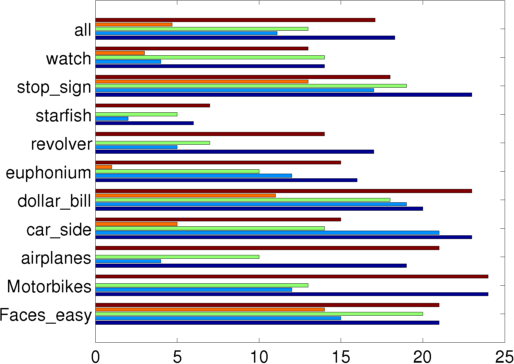 all
watch
stop_sign
starfish
revolver
euphonium
dollar_bill
car_side
airplanes
Motorbikes
Faces_easy
0 5 10 15 20 25